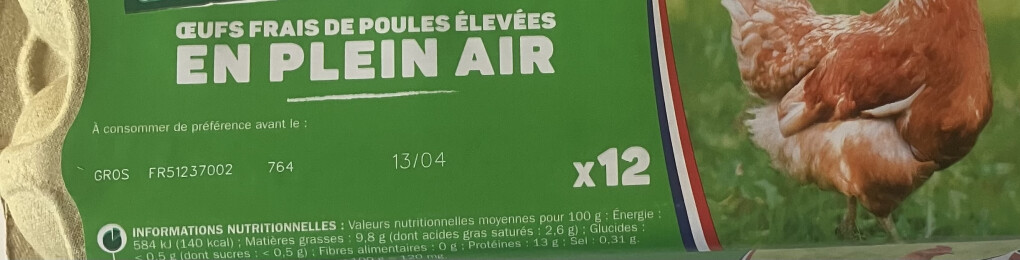 ŒUFS FRAIS DE POULES ÉLEVÉES
EN PLEIN AIR
À consommer de préférence avant le :
GROS FR51237002 764 13/04
x12
INFORMATIONS NUTRITIONNELLES : Valeurs nutritionnelles moyennes pour 100 g : Énergie :
584 kJ (140 kcal) ; Matières grasses : 9,8 g (dont acides gras saturés : 2,6 g) ; Glucides :
< 0,5 g (dont sucres : < 0,5 g) ; Fibres alimentaires : 0 g ; Protéines : 13 g ; Sel : 0,31 g.